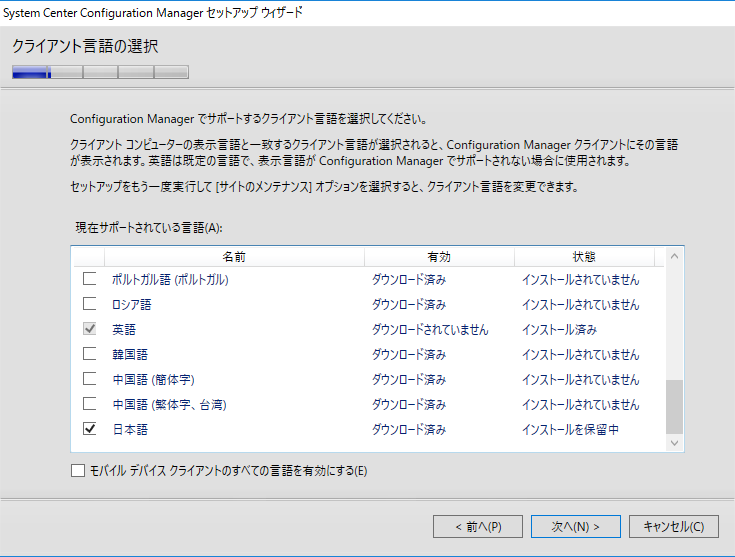 System Center Configuration Manager セットアップ ウィザード
クライアント言語の選択
Configuration Manager でサポートするクライアント言語を選択してください。
クライアント コンピューターの表示言語と一致するクライアント言語が選択されると、Configuration Manager クライアントにその言語
が表示されます。英語は既定の言語で、表示言語が Configuration Manager でサポートされない場合に使用されます。
セットアップをもう一度実行して [サイトのメンテナンス] オプションを選択すると、クライアント言語を変更できます。
現在サポートされている言語(A):
名前 有効 状態
ポルトガル語 (ポルトガル) ダウンロード済み インストールされていません
ロシア語 ダウンロード済み インストールされていません
英語 ダウンロードされていません インストール済み
韓国語 ダウンロード済み インストールされていません
中国語 (簡体字) ダウンロード済み インストールされていません
中国語 (繁体字、台湾) ダウンロード済み インストールされていません
日本語 ダウンロード済み インストールを保留中
モバイル デバイス クライアントのすべての言語を有効にする(E)
< 前へ(P) 次へ(N) > キャンセル(C)